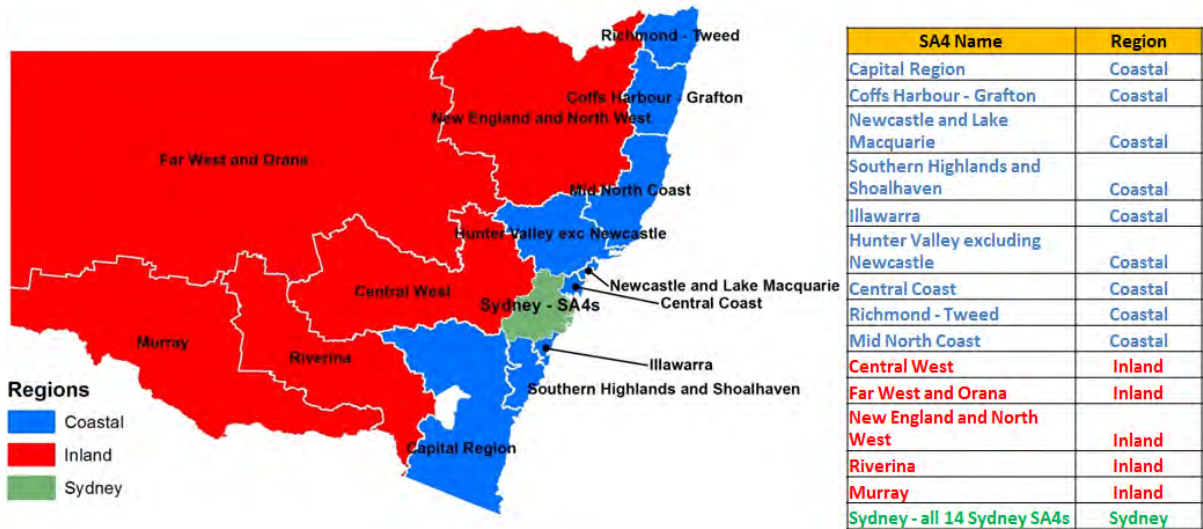 Richmond - Tweed
Coffs Harbour - Grafton
New England and North West
Far West and Orana
Mid North Coast
Hunter Valley exc Newcastle
Newcastle and Lake Macquarie
Central West
Central Coast
Sydney - SA4s
Murray
Riverina
Illawarra
Southern Highlands and Shoalhaven
Capital Region
Regions
Coastal
Inland
Sydney
SA4 Name Region
Capital Region Coastal
Coffs Harbour - Grafton Coastal
Newcastle and Lake
Macquarie Coastal
Southern Highlands and
Shoalhaven Coastal
Illawarra Coastal
Hunter Valley excluding
Newcastle Coastal
Central Coast Coastal
Richmond - Tweed Coastal
Mid North Coast Coastal
Central West Inland
Far West and Orana Inland
New England and North
West Inland
Riverina Inland
Murray Inland
Sydney - all 14 Sydney SA4s Sydney